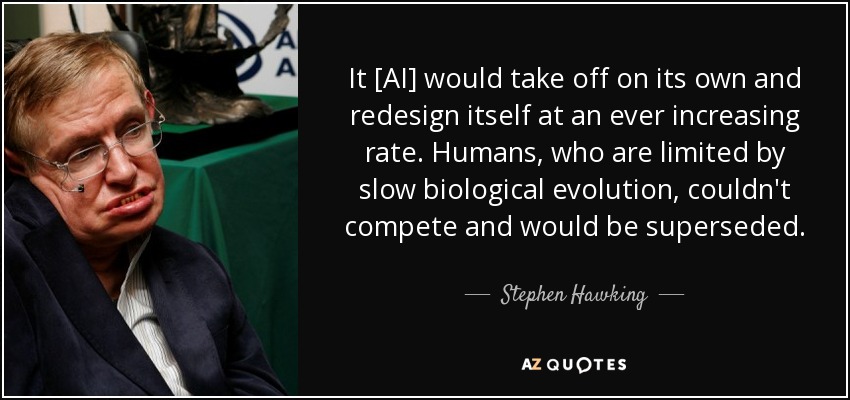 A
A
It [AI] would take off on its own and
redesign itself at an ever increasing
rate. Humans, who are limited by
slow biological evolution, couldn't
compete and would be superseded.
Stephen Hawking
AZ QUOTES